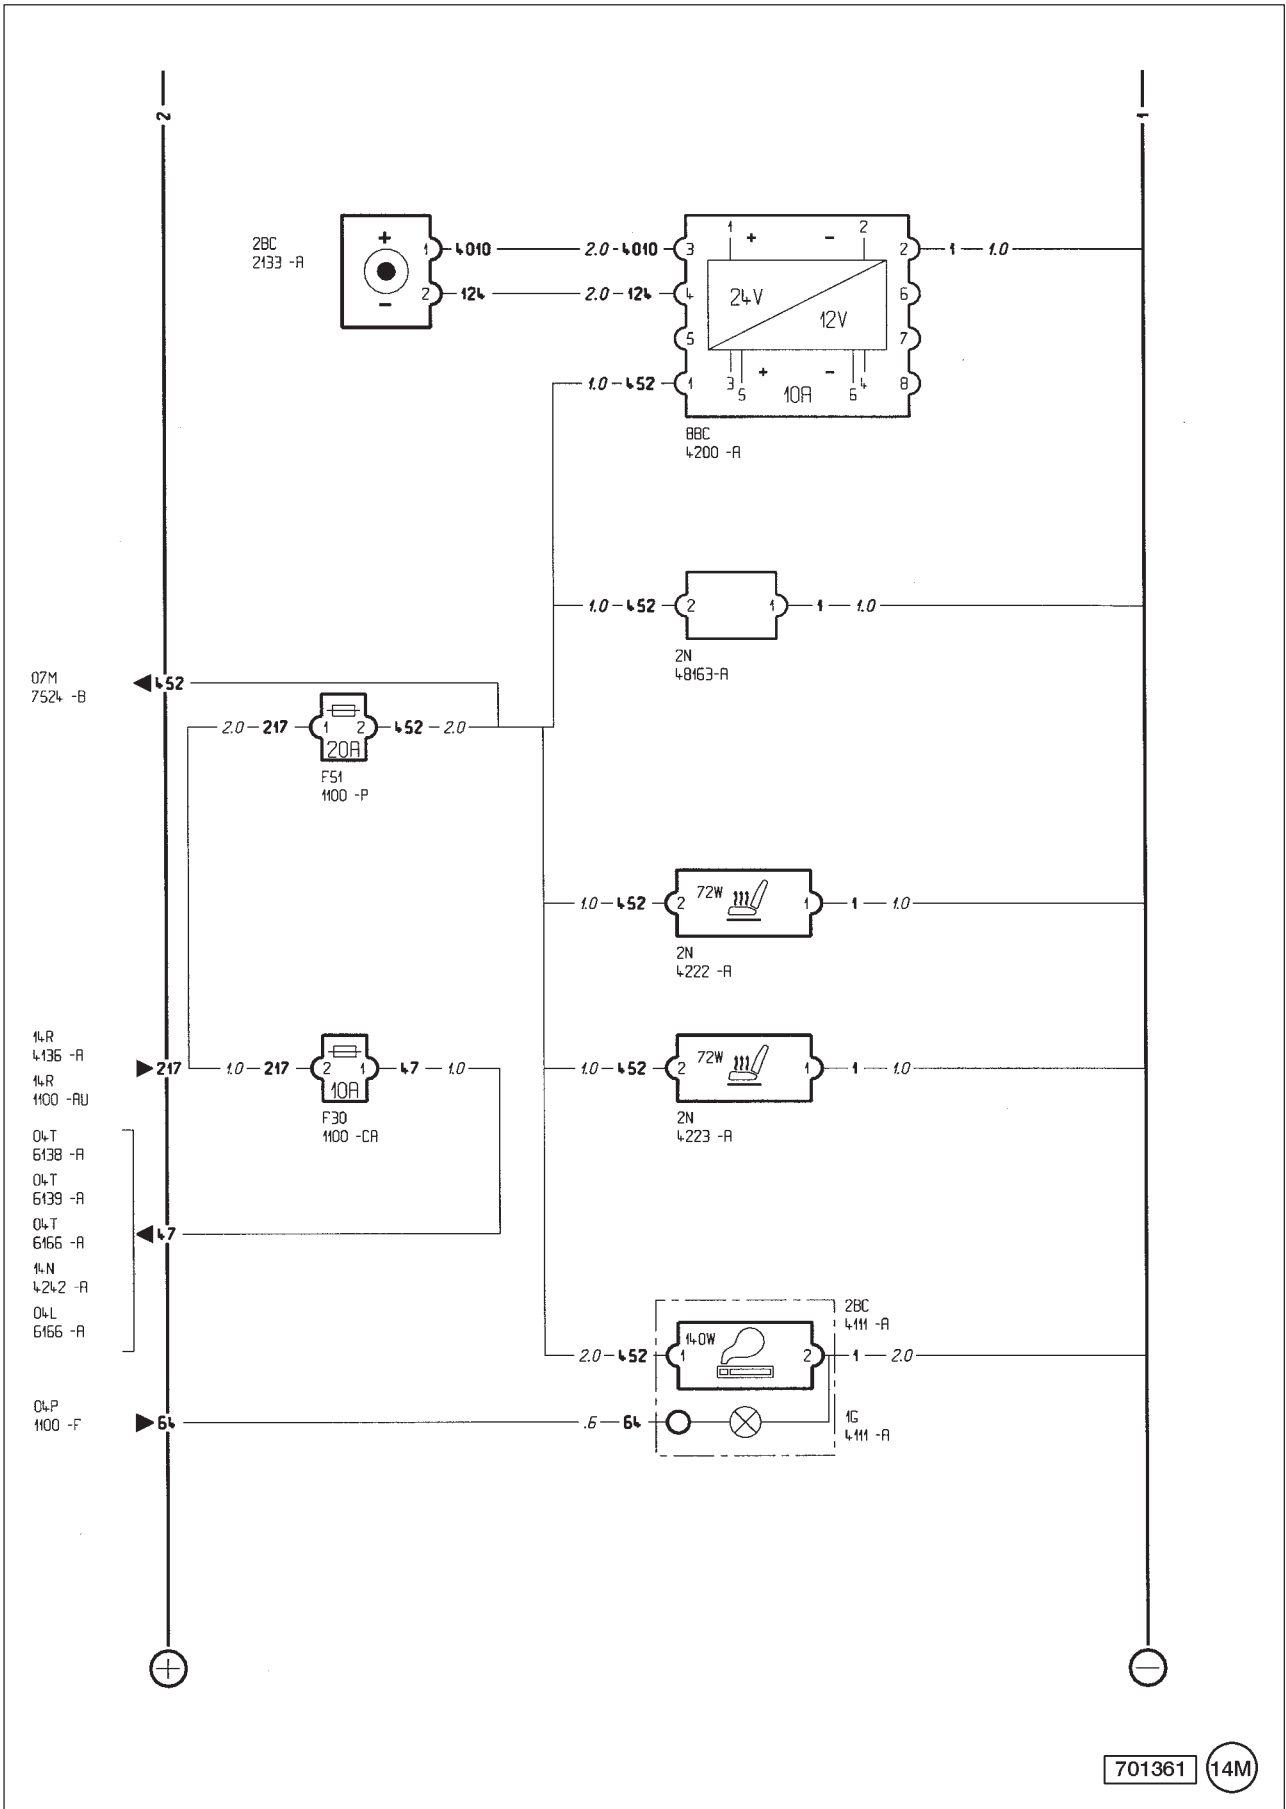 2
1
2BC
2133 -A
+
-
1 4010 2.0 4010 3
2 124 2.0 124 4
5
1.0 452 1
1 + - 2
24V
12V
3 5 + - 6 4
10A
2 1 1.0
6
7
8
BBC
4200 -A
1.0 452 2 1 1 1.0
2N
48163-A
07M
7524 -B
452
2.0 217 1 2 452 2.0
20A
F51
1100 -P
1.0 452 2 72W 1 1 1.0
2N
4222 -A
14R
4136 -A
14R
1100 -AU
217 1.0 217 2 1 47 1.0
10A
F30
1100 -CA
1.0 452 2 72W 1 1 1.0
2N
4223 -A
04T
6138 -A
04T
6139 -A
04T
6166 -A
14N
4242 -A
04L
6166 -A
47
2BC
4111 -A
2.0 452 1 140W 2 1 2.0
04P
1100 -F
64 .6 64
1G
4111 -A
+
-
701361 14M